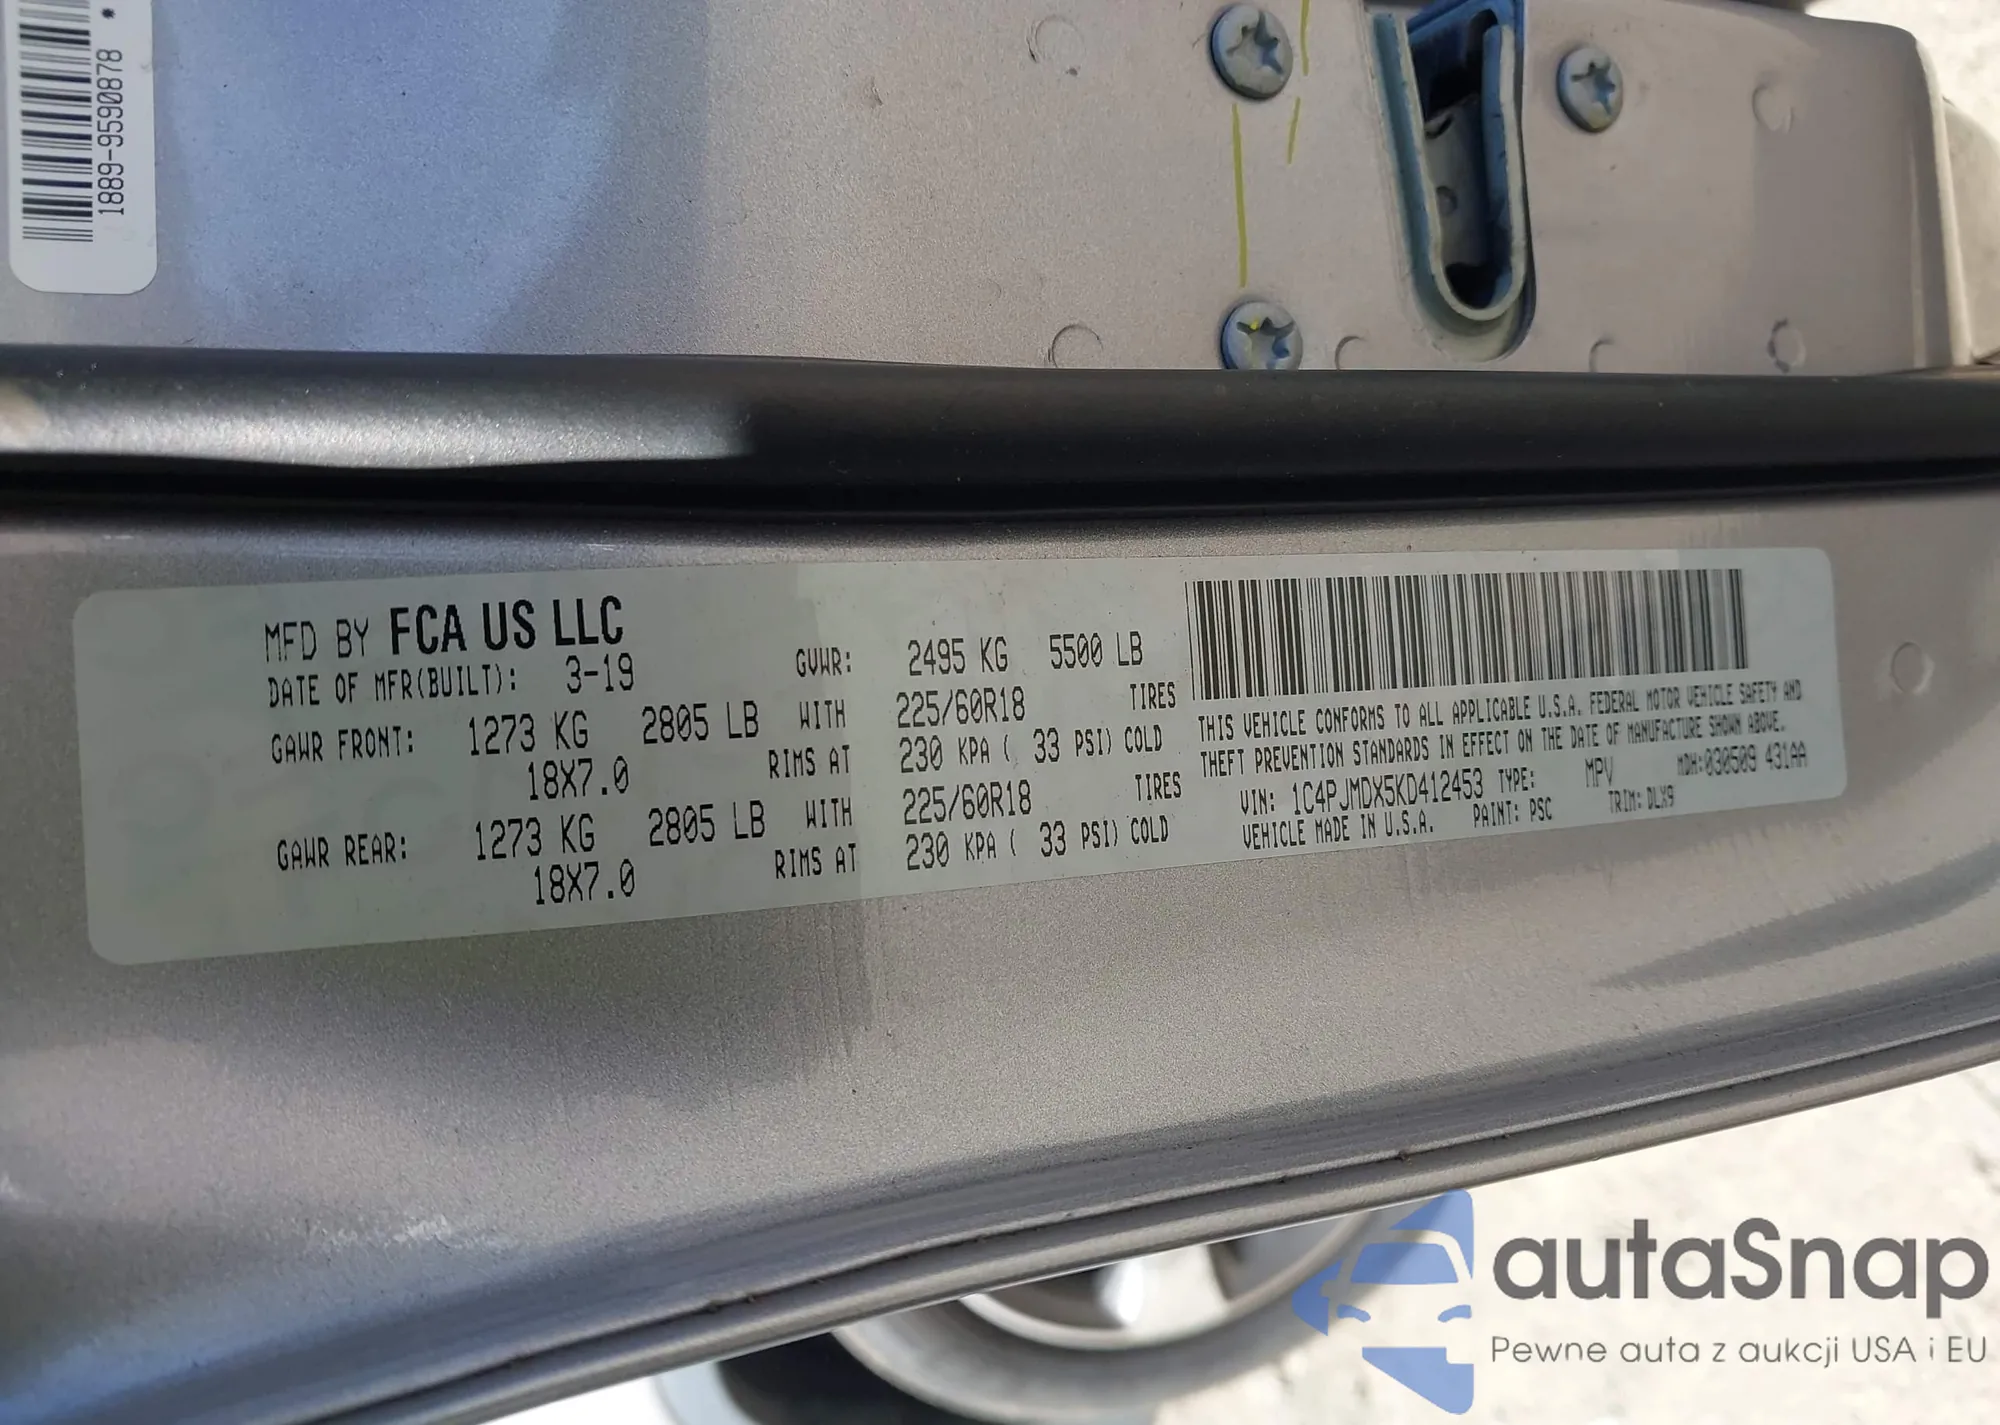 1889-9590878 *
MFD BY FCA US LLC
DATE OF MFR(BUILT): 3-19 GVWR: 2495 KG 5500 LB
GAWR FRONT: 1273 KG 2805 LB WITH 225/60R18 TIRES
18X7.0 RIMS AT 230 KPA ( 33 PSI) COLD
GAWR REAR: 1273 KG 2805 LB WITH 225/60R18 TIRES
18X7.0 RIMS AT 230 KPA ( 33 PSI) COLD
THIS VEHICLE CONFORMS TO ALL APPLICABLE U.S.A. FEDERAL MOTOR VEHICLE SAFETY AND
THEFT PREVENTION STANDARDS IN EFFECT ON THE DATE OF MANUFACTURE SHOWN ABOVE.
VIN: 1C4PJMDX5KD412453 TYPE: MPV MDH:030509 431AA
VEHICLE MADE IN U.S.A. PAINT: PSC TRIM: DLX9
autaSnap
Pewne auta z aukcji USA i EU